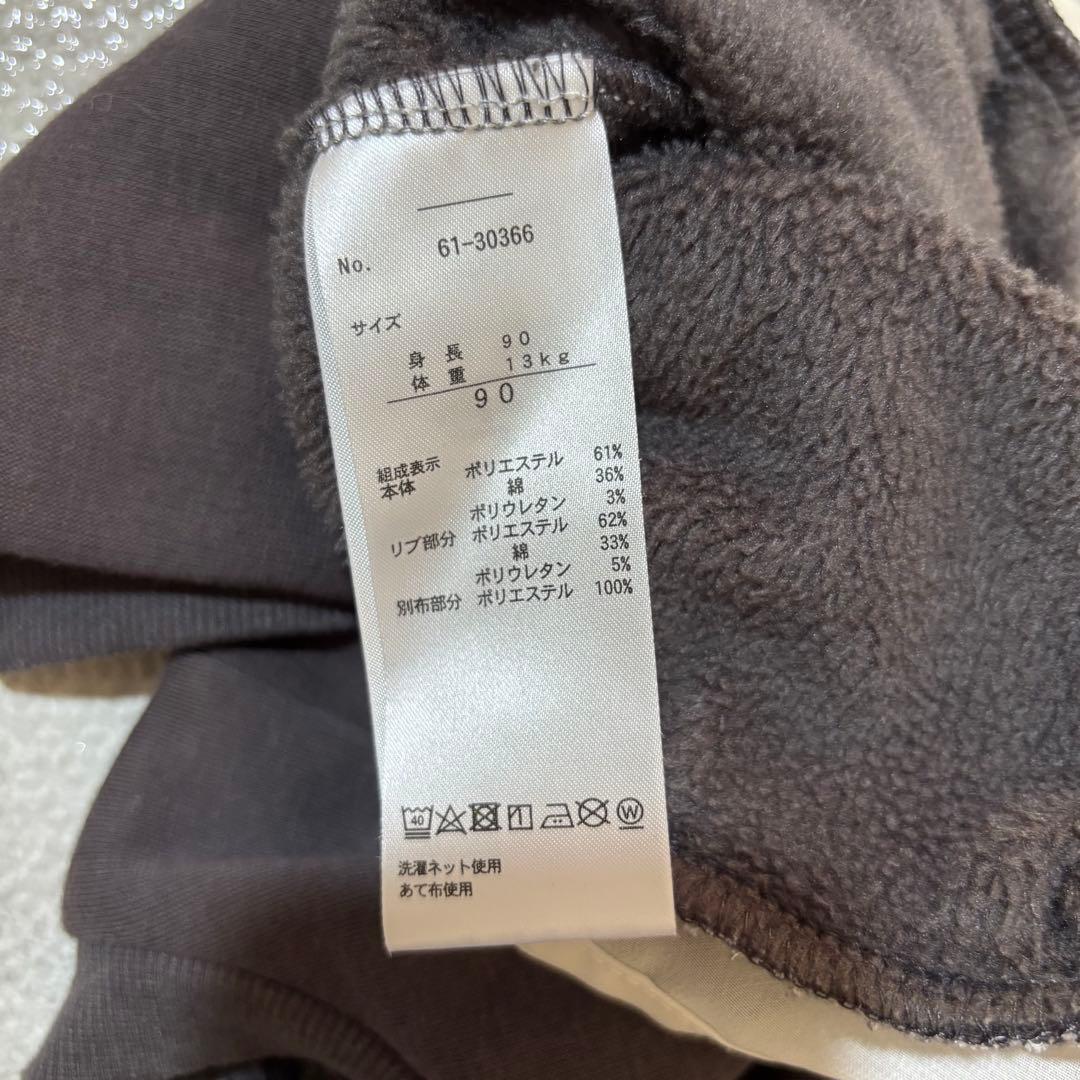 No. 61-30366
サイズ
身 長 90
体 重 13kg
90
組成表示 ポリエステル 61%
本体 綿 36%
ポリウレタン 3%
リブ部分 ポリエステル 62%
綿 33%
ポリウレタン 5%
別布部分 ポリエステル 100%
40
W
洗濯ネット使用
あて布使用